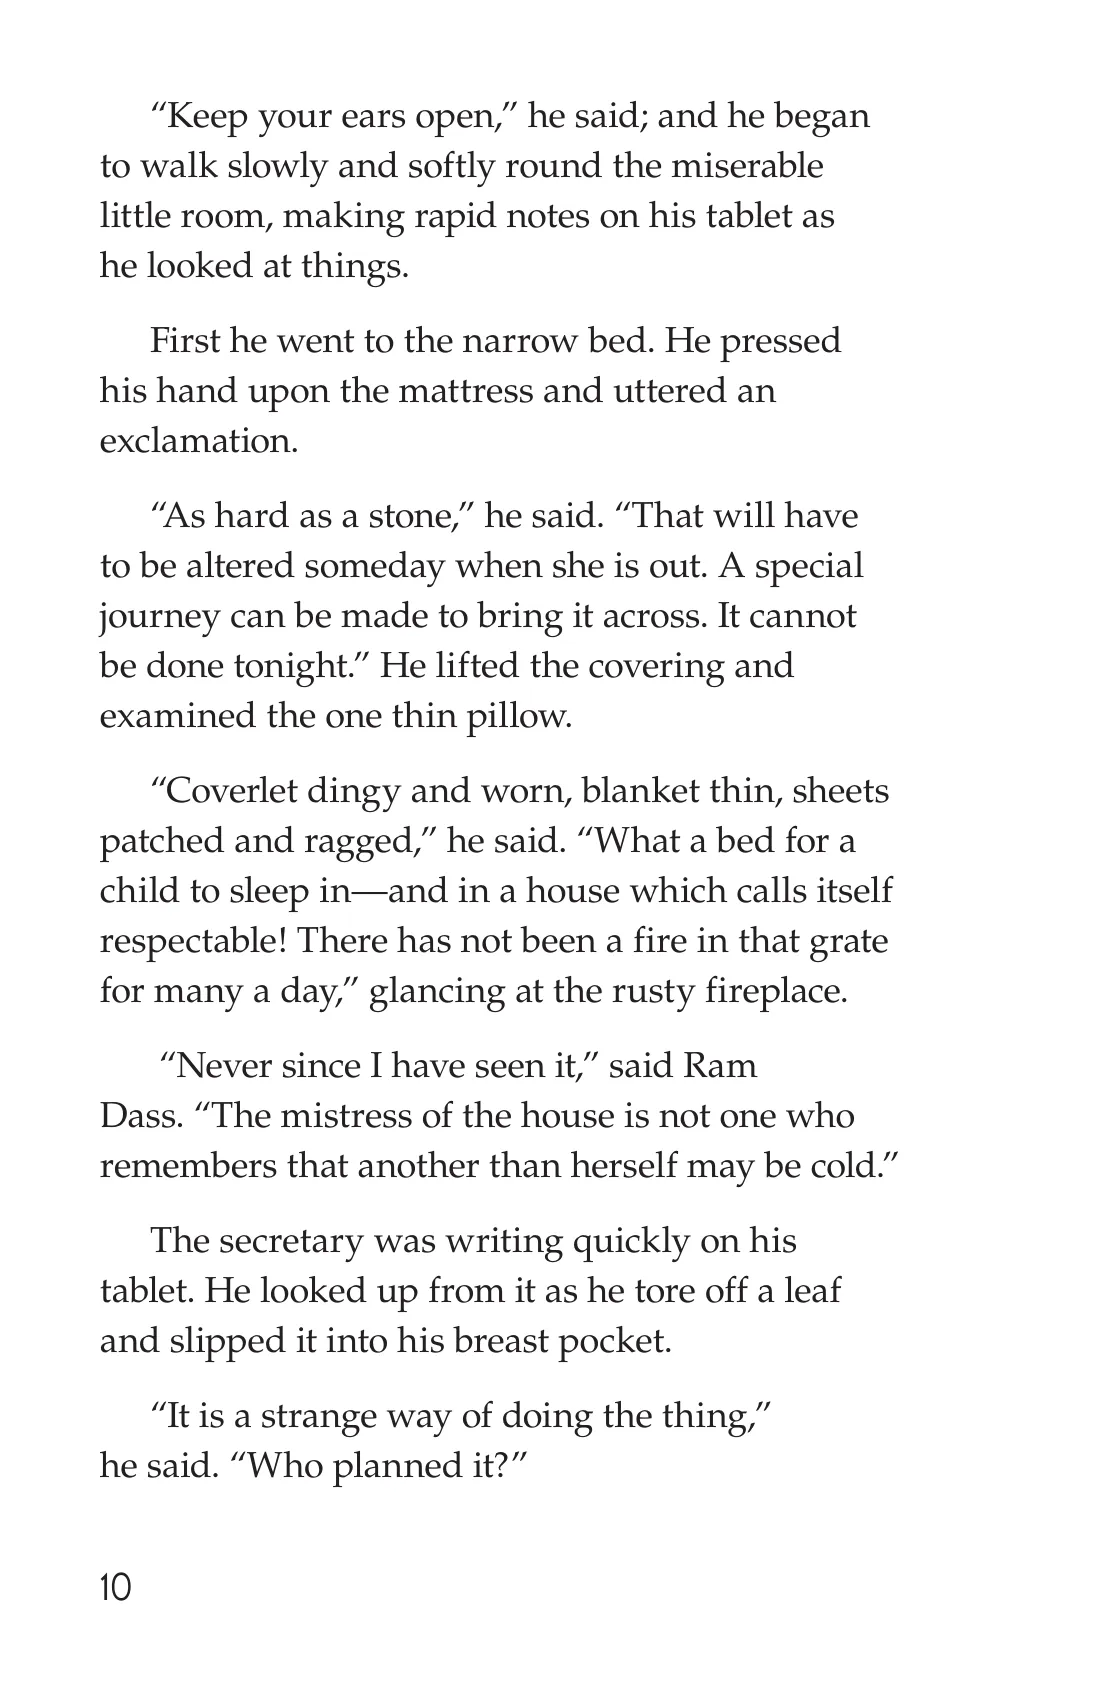 “Keep your ears open,” he said; and he began
to walk slowly and softly round the miserable
little room, making rapid notes on his tablet as
he looked at things.
First he went to the narrow bed. He pressed
his hand upon the mattress and uttered an
exclamation.
“As hard as a stone,” he said. “That will have
to be altered someday when she is out. A special
journey can be made to bring it across. It cannot
be done tonight.” He lifted the covering and
examined the one thin pillow.
“Coverlet dingy and worn, blanket thin, sheets
patched and ragged,” he said. “What a bed for a
child to sleep in—and in a house which calls itself
respectable! There has not been a fire in that grate
for many a day,” glancing at the rusty fireplace.
“Never since I have seen it,” said Ram
Dass. “The mistress of the house is not one who
remembers that another than herself may be cold.”
The secretary was writing quickly on his
tablet. He looked up from it as he tore off a leaf
and slipped it into his breast pocket.
“It is a strange way of doing the thing,”
he said. “Who planned it?”
10